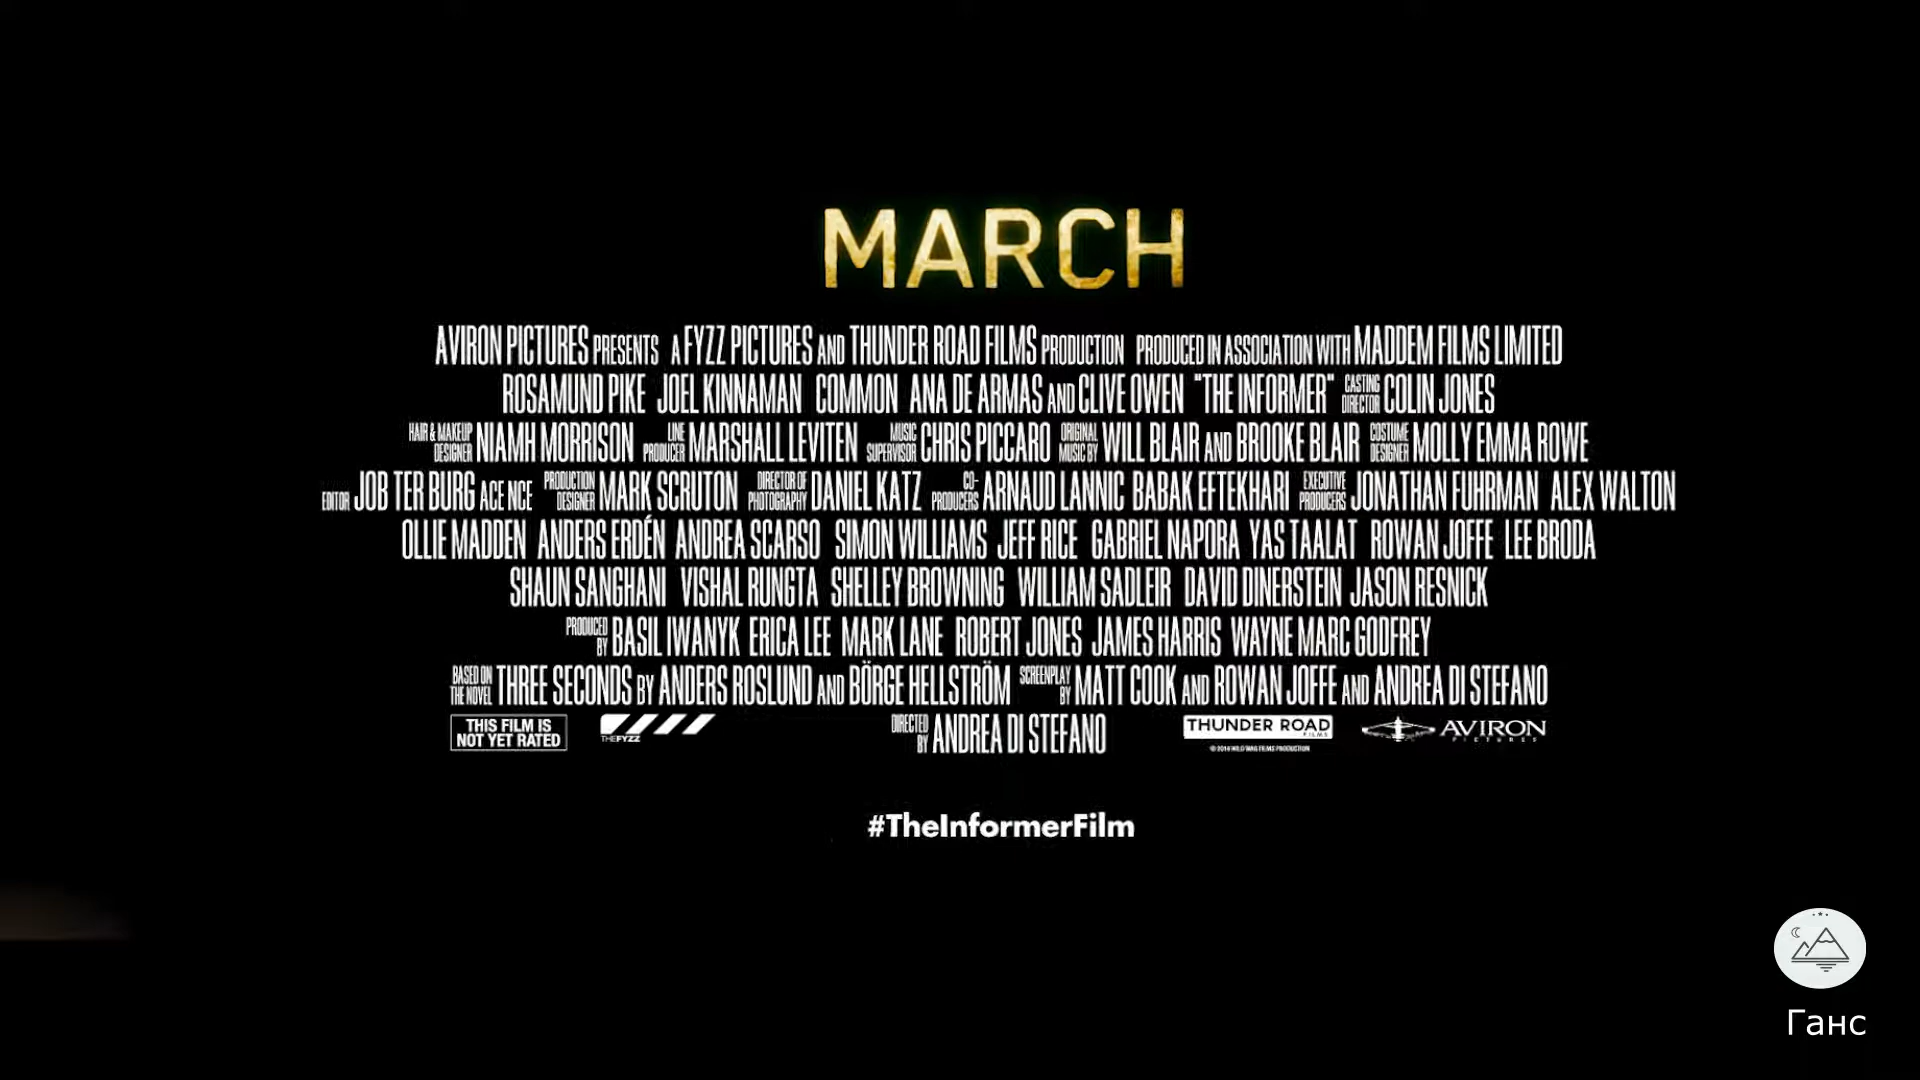 MARCH
AVIRON PICTURES PRESENTS A FYZZ PICTURES AND THUNDER ROAD FILMS PRODUCTION PRODUCED IN ASSOCIATION WITH MADDEM FILMS LIMITED
ROSAMUND PIKE JOEL KINNAMAN COMMON ANA DE ARMAS AND CLIVE OWEN "THE INFORMER" CASTING DIRECTOR COLIN JONES
HAIR & MAKEUP DESIGNER NIAMH MORRISON LINE PRODUCER MARSHALL LEVITEN MUSIC SUPERVISOR CHRIS PICCARO ORIGINAL MUSIC BY WILL BLAIR AND BROOKE BLAIR COSTUME DESIGNER MOLLY EMMA ROWE
EDITOR JOB TER BURG ACE NCE PRODUCTION DESIGNER MARK SCRUTON DIRECTOR OF PHOTOGRAPHY DANIEL KATZ CO-PRODUCERS ARNAUD LANNIC BABAK EFTEKHARI EXECUTIVE PRODUCERS JONATHAN FUHRMAN ALEX WALTON
OLLIE MADDEN ANDERS ERDÉN ANDREA SCARSO SIMON WILLIAMS JEFF RICE GABRIEL NAPORA YAS TAALAT ROWAN JOFFE LEE BRODA
SHAUN SANGHANI VISHAL RUNGTA SHELLEY BROWNING WILLIAM SADLEIR DAVID DINERSTEIN JASON RESNICK
PRODUCED BY BASIL IWANYK ERICA LEE MARK LANE ROBERT JONES JAMES HARRIS WAYNE MARC GODFREY
BASED ON THE NOVEL THREE SECONDS BY ANDERS ROSLUND AND BÖRGE HELLSTRÖM SCREENPLAY BY MATT COOK AND ROWAN JOFFE AND ANDREA DI STEFANO
THIS FILM IS NOT YET RATED THEFYZZ DIRECTED BY ANDREA DI STEFANO THUNDER ROAD FILMS AVIRON PICTURES
#TheInformerFilm
Ганс